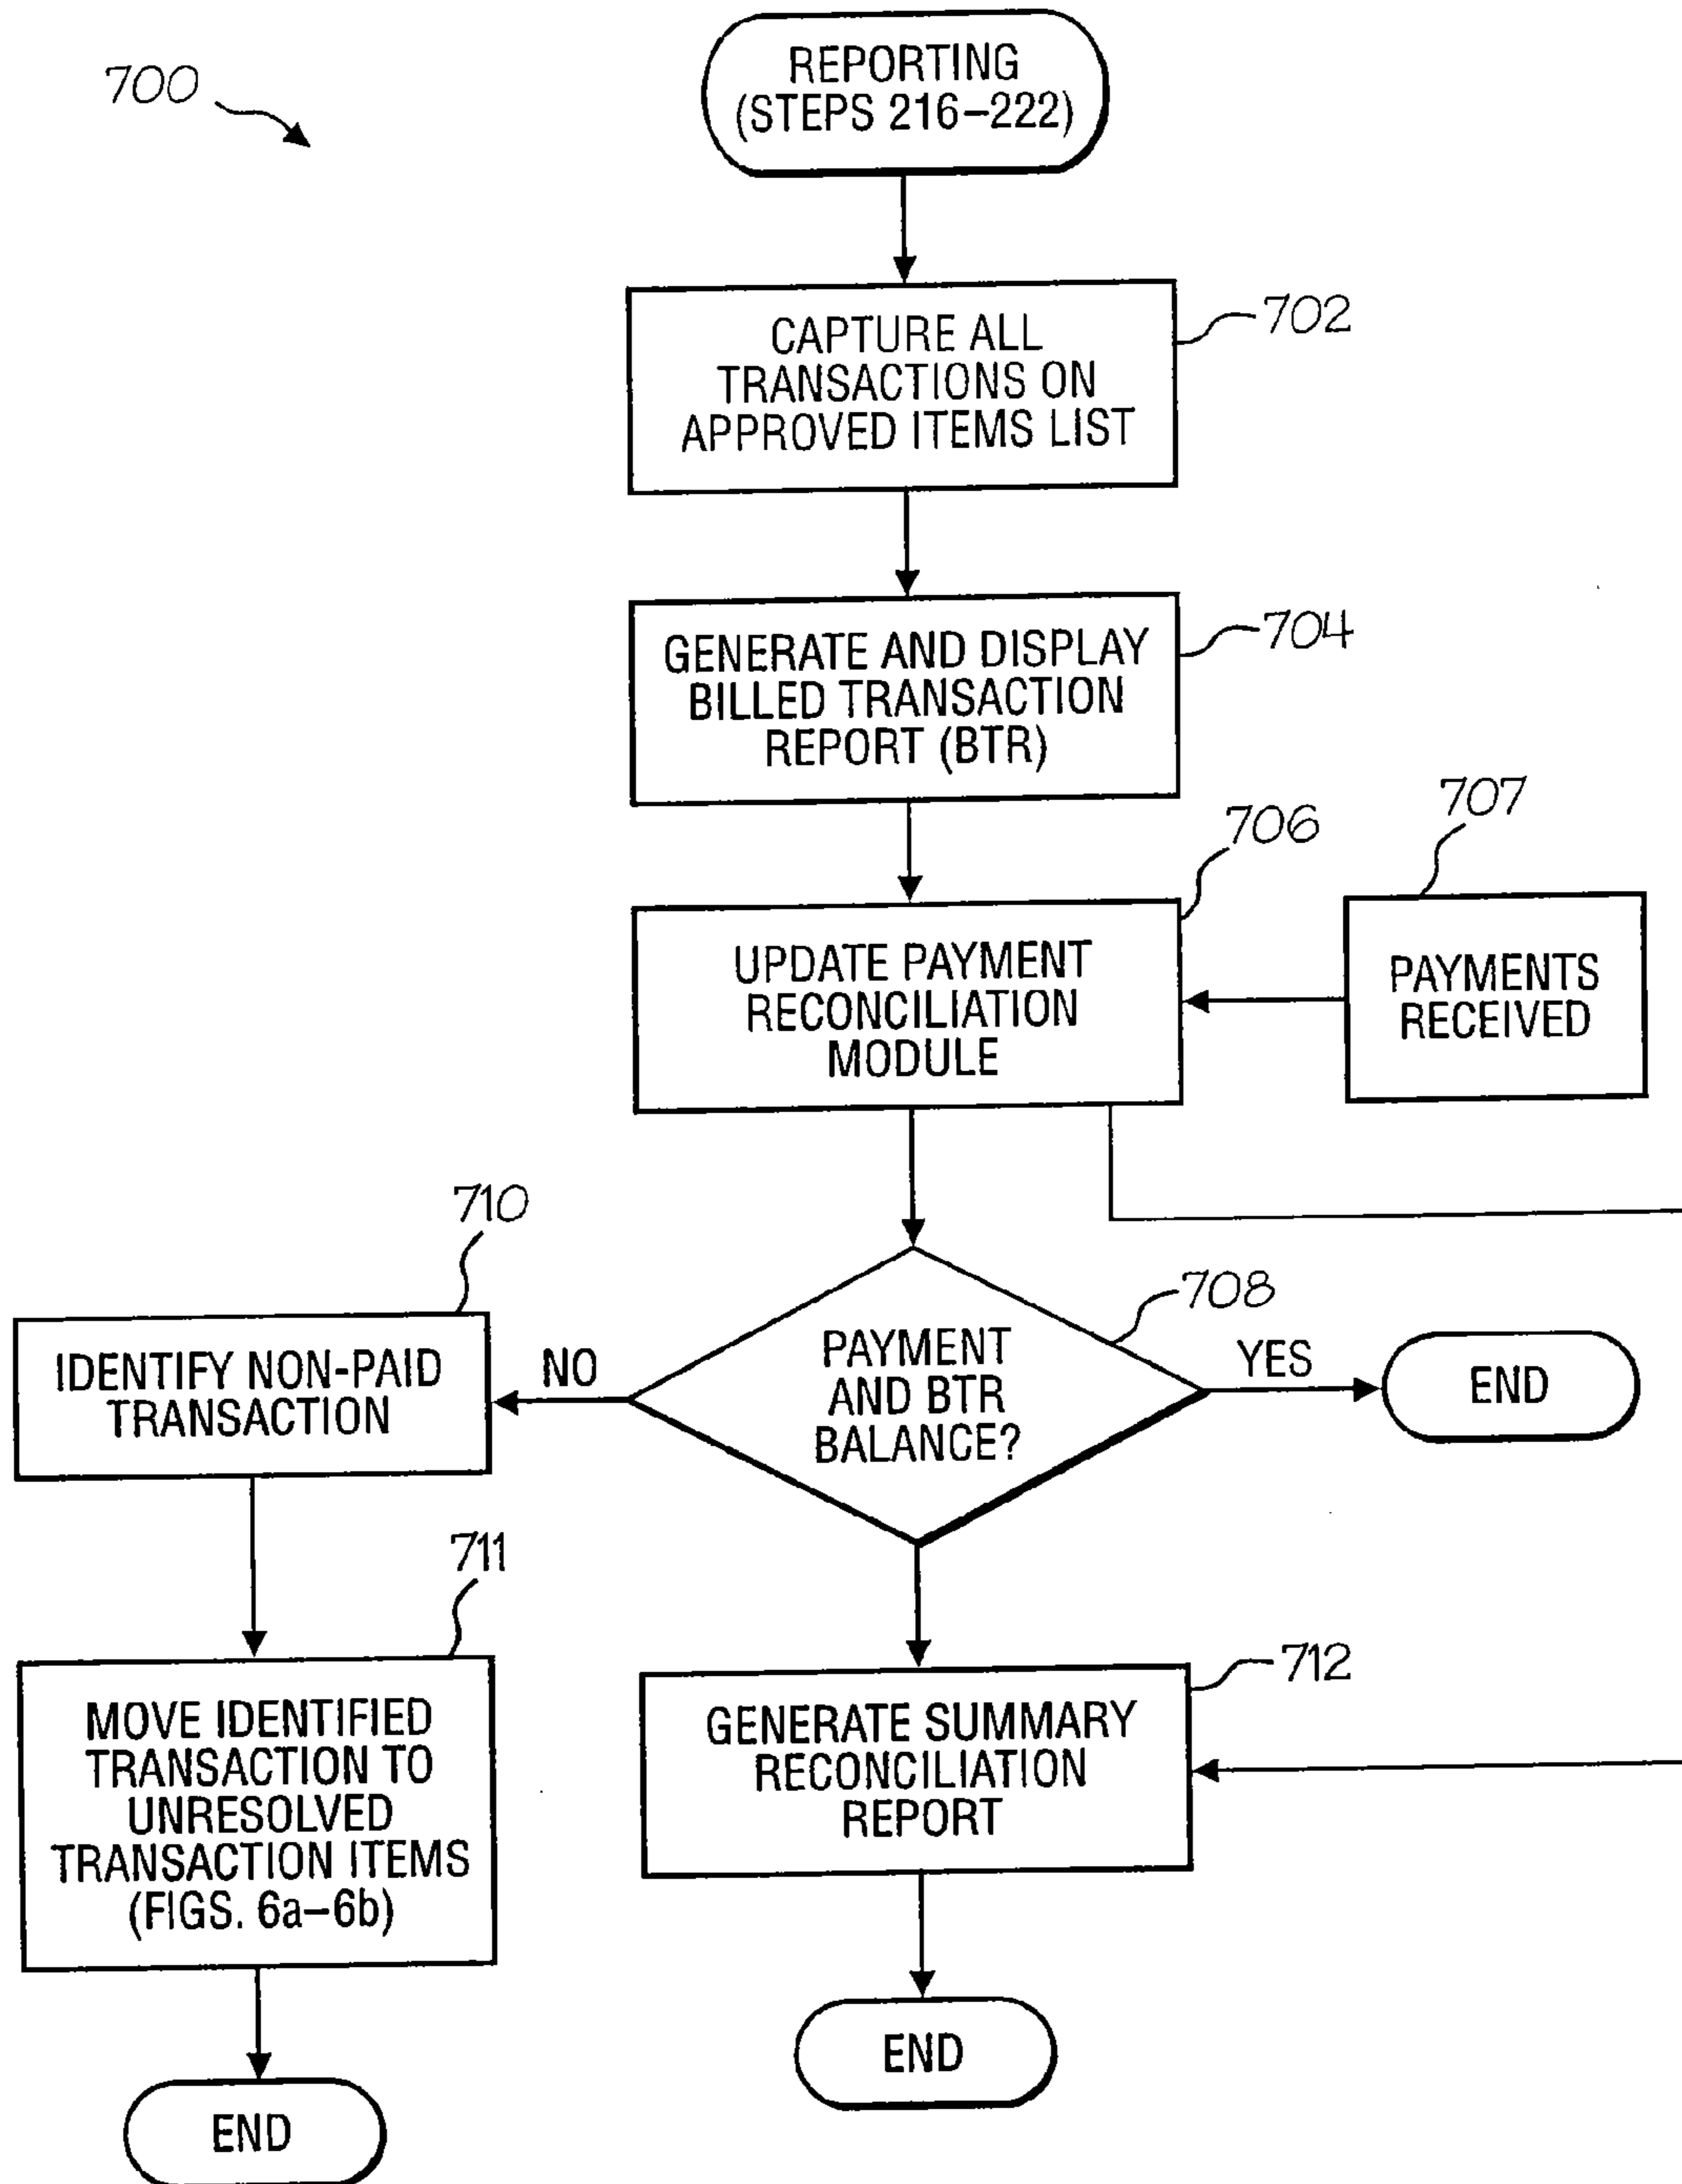 700
REPORTING
(STEPS 216–222)
CAPTURE ALL
TRANSACTIONS ON
APPROVED ITEMS LIST
702
GENERATE AND DISPLAY
BILLED TRANSACTION
REPORT (BTR)
704
UPDATE PAYMENT
RECONCILIATION
MODULE
706
PAYMENTS
RECEIVED
707
PAYMENT
AND BTR
BALANCE?
708
YES
END
NO
IDENTIFY NON-PAID
TRANSACTION
710
MOVE IDENTIFIED
TRANSACTION TO
UNRESOLVED
TRANSACTION ITEMS
(FIGS. 6a–6b)
711
END
GENERATE SUMMARY
RECONCILIATION
REPORT
712
END